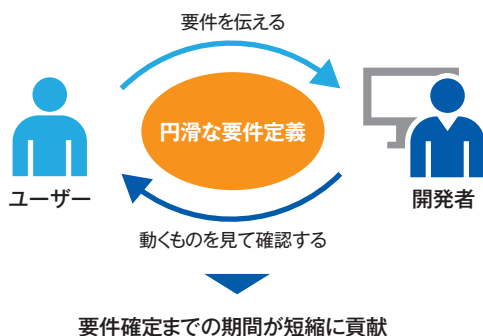 要件を伝える
円滑な要件定義
ユーザー
開発者
動くものを見て確認する
要件確定までの期間が短縮に貢献